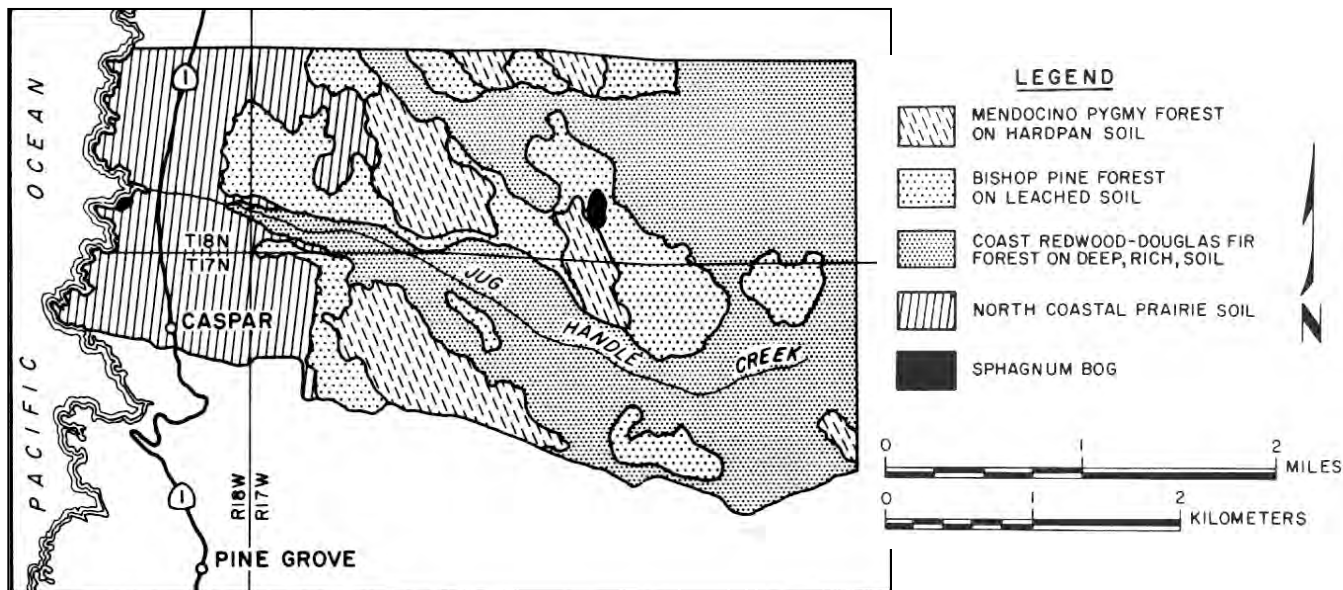 PACIFIC OCEAN
1
T18N
T17N
CASPAR
JUG HANDLE CREEK
R18W
R17W
1
PINE GROVE
LEGEND
MENDOCINO PYGMY FOREST
ON HARDPAN SOIL
BISHOP PINE FOREST
ON LEACHED SOIL
COAST REDWOOD-DOUGLAS FIR
FOREST ON DEEP, RICH, SOIL
NORTH COASTAL PRAIRIE SOIL
SPHAGNUM BOG
N
0 1 2
MILES
0 1 2
KILOMETERS